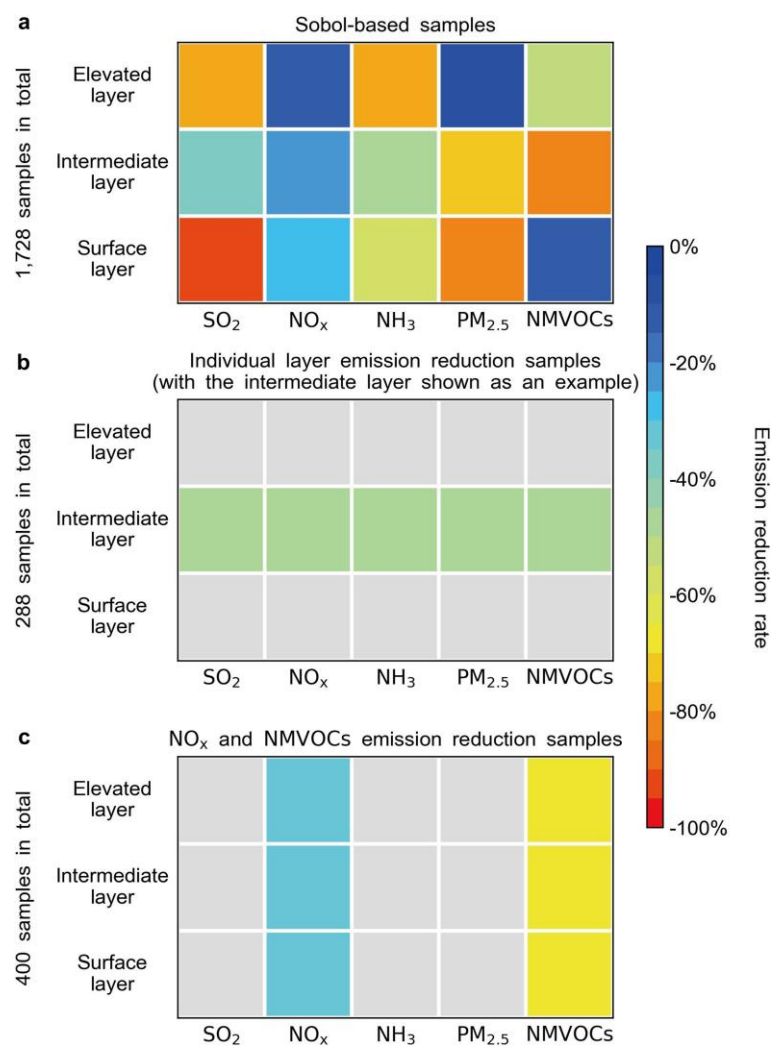 a
Sobol-based samples
1,728 samples in total
Elevated
layer
Intermediate
layer
Surface
layer
SO₂ NOₓ NH₃ PM₂.₅ NMVOCs
b
Individual layer emission reduction samples
(with the intermediate layer shown as an example)
288 samples in total
Elevated
layer
Intermediate
layer
Surface
layer
SO₂ NOₓ NH₃ PM₂.₅ NMVOCs
c
NOₓ and NMVOCs emission reduction samples
400 samples in total
Elevated
layer
Intermediate
layer
Surface
layer
SO₂ NOₓ NH₃ PM₂.₅ NMVOCs
0%
-20%
-40%
-60%
-80%
-100%
Emission reduction rate